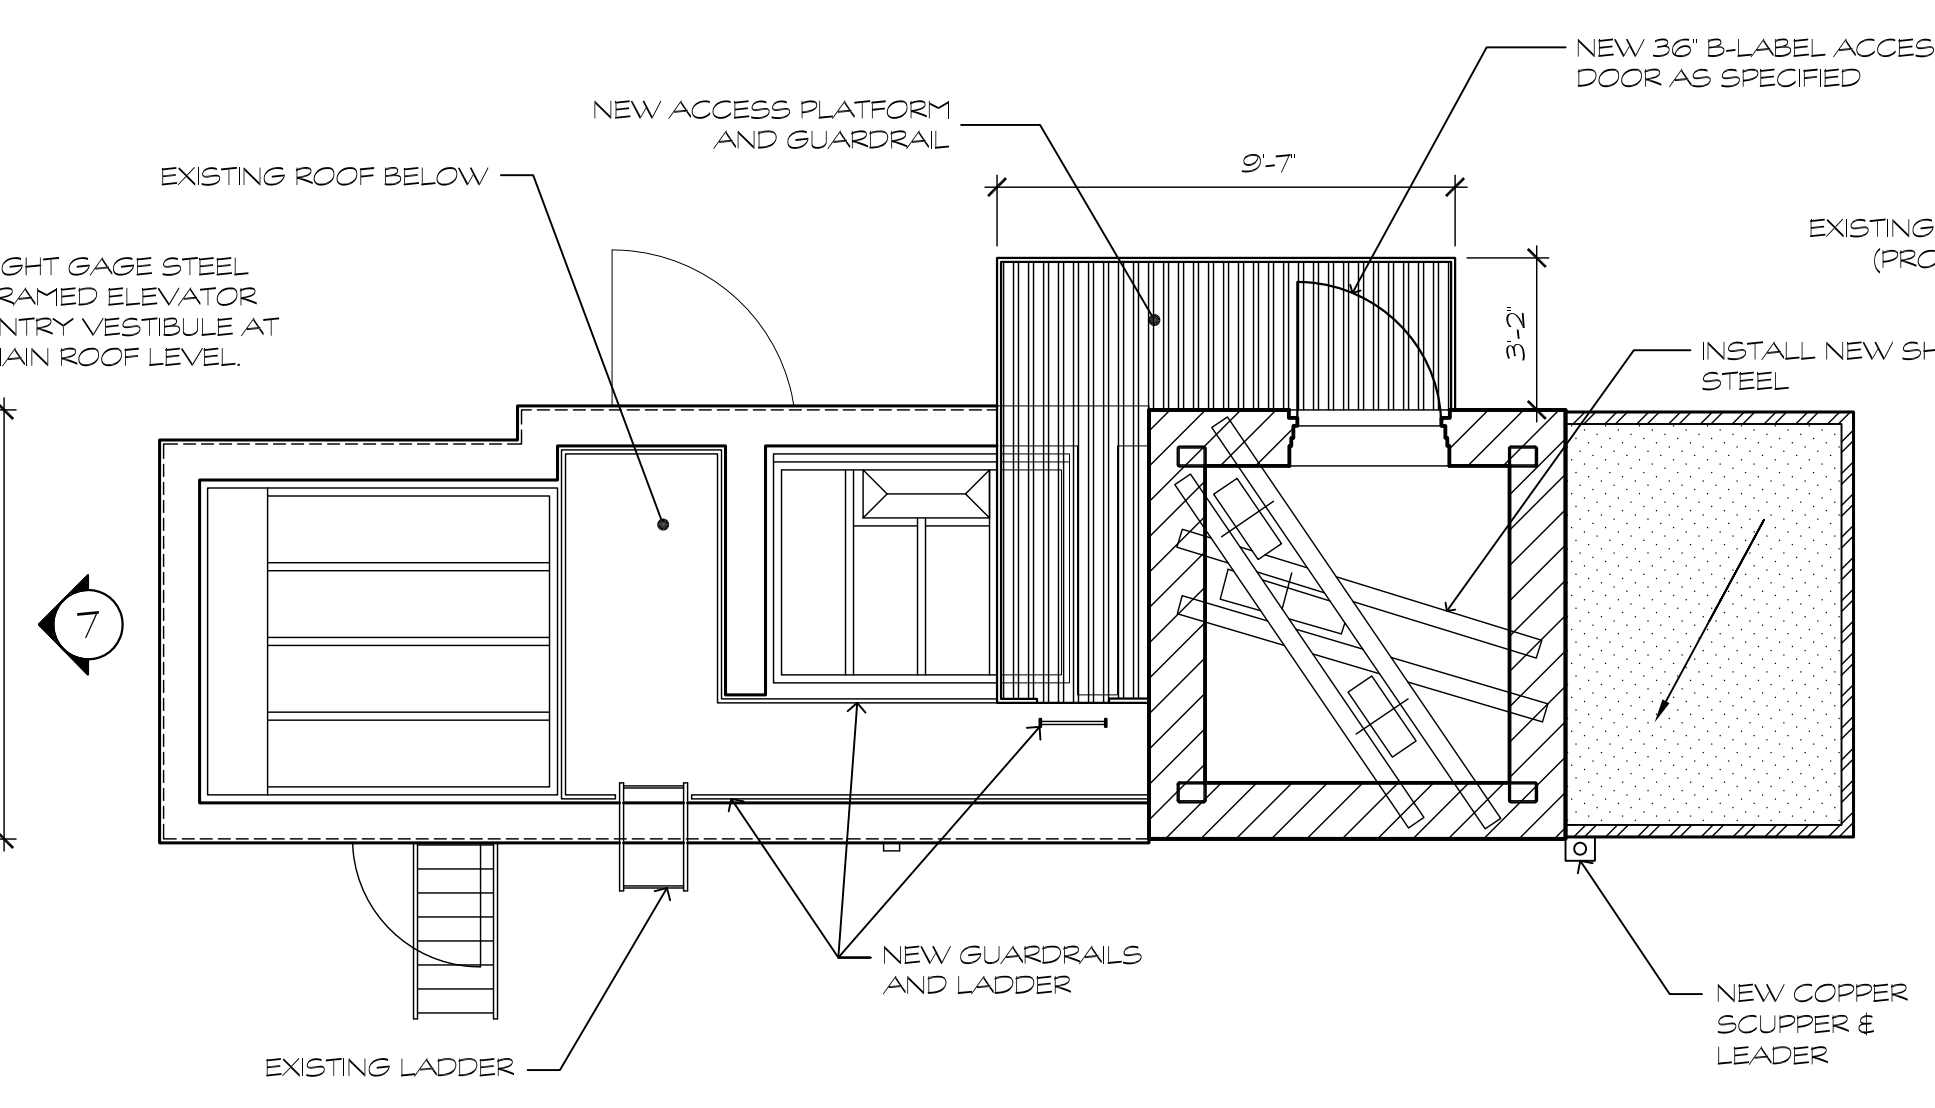 NEW 36" B-LABEL ACCES
DOOR AS SPECIFIED
NEW ACCESS PLATFORM
AND GUARDRAIL
9'-7"
EXISTING ROOF BELOW
EXISTING
(PRO
GHT GAGE STEEL
RAMED ELEVATOR
NTRY VESTIBULE AT
MAIN ROOF LEVEL.
3'-2"
INSTALL NEW SH
STEEL
7
NEW GUARDRAILS
AND LADDER
NEW COPPER
SCUPPER &
LEADER
EXISTING LADDER